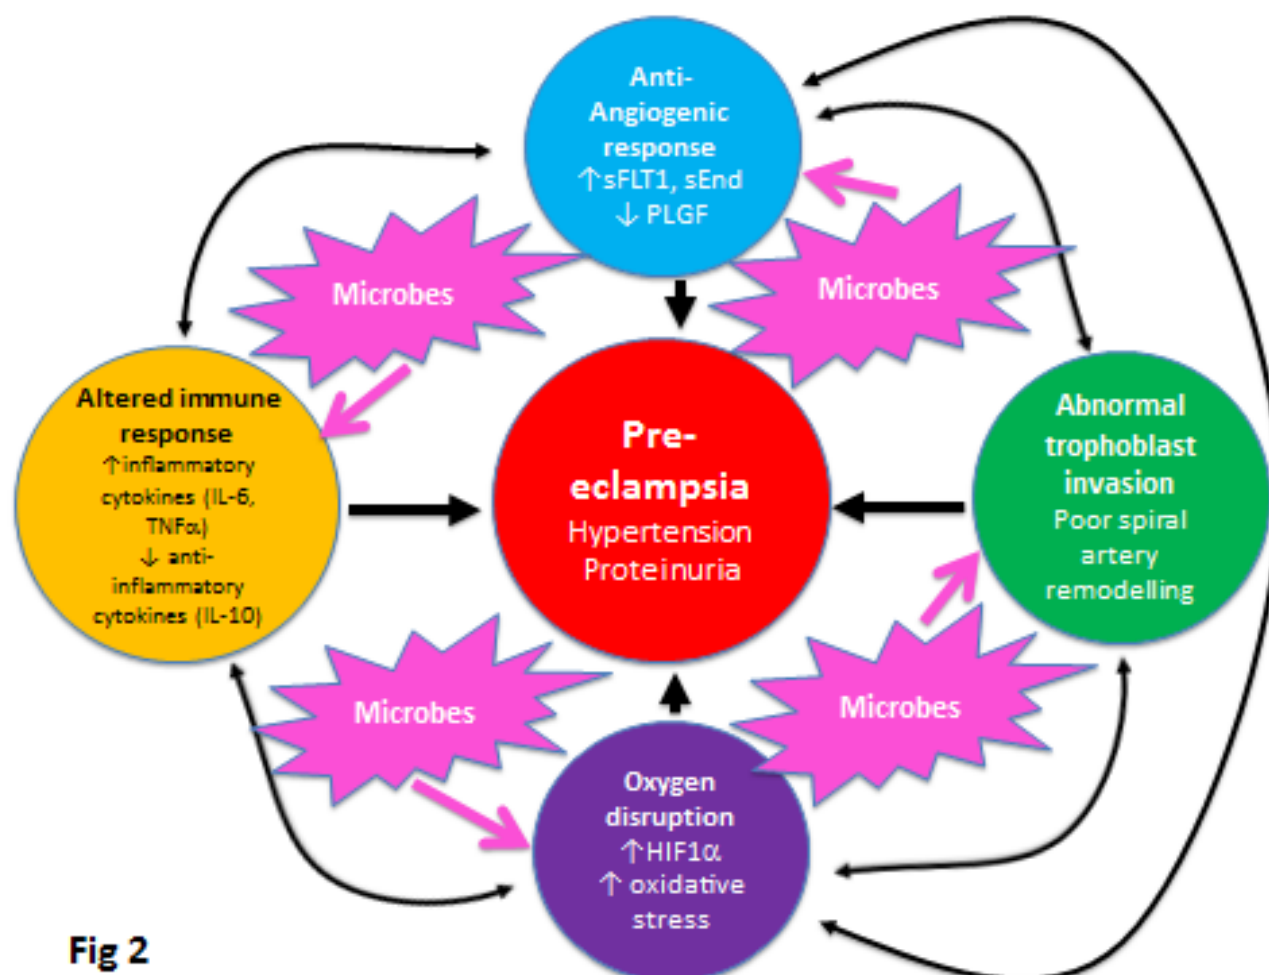 Anti-
Angiogenic
response
↑sFLT1, sEnd
↓ PLGF
Microbes
Microbes
Altered immune
response
↑inflammatory
cytokines (IL-6,
TNFα)
↓ anti-
inflammatory
cytokines (IL-10)
Pre-
eclampsia
Hypertension
Proteinuria
Abnormal
trophoblast
invasion
Poor spiral
artery
remodelling
Microbes
Microbes
Oxygen
disruption
↑HIF1α
↑ oxidative
stress
Fig 2